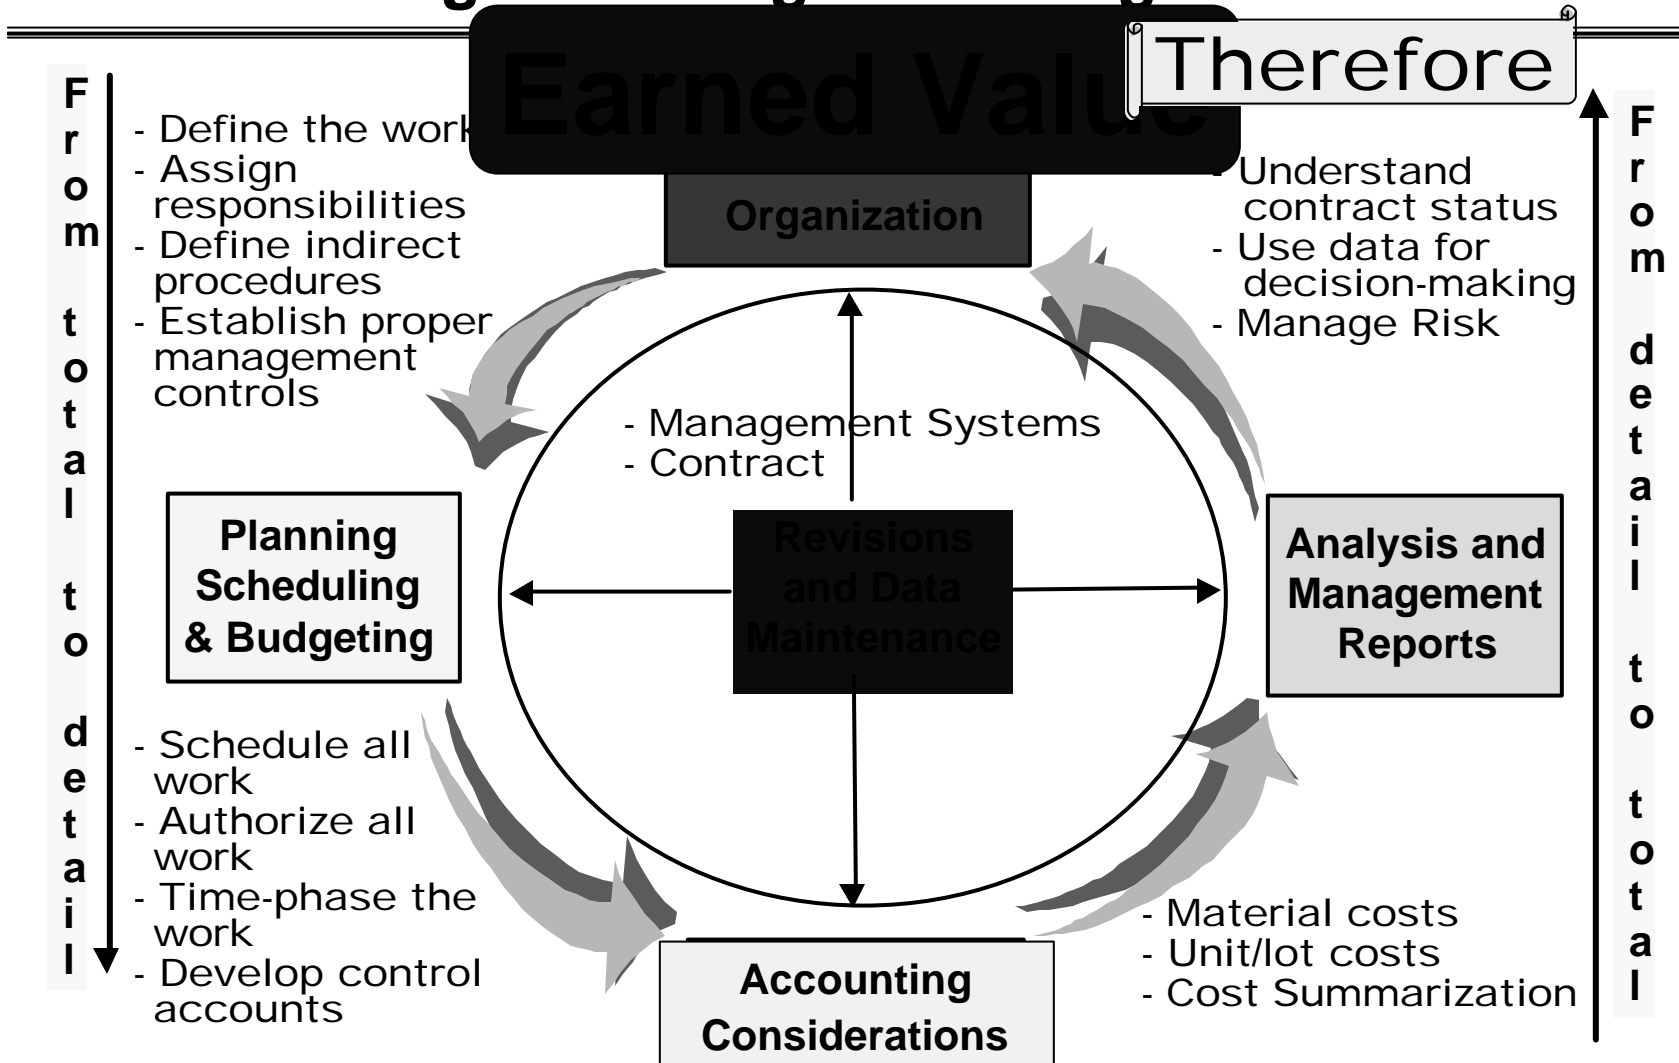 Earned Value
Therefore
From total to detail
- Define the work
- Assign
responsibilities
- Define indirect
procedures
- Establish proper
management
controls
Organization
- Understand
contract status
- Use data for
decision-making
- Manage Risk
From detail to total
- Management Systems
- Contract
Planning
Scheduling
& Budgeting
Revisions
and Data
Maintenance
Analysis and
Management
Reports
- Schedule all
work
- Authorize all
work
- Time-phase the
work
- Develop control
accounts
Accounting
Considerations
- Material costs
- Unit/lot costs
- Cost Summarization